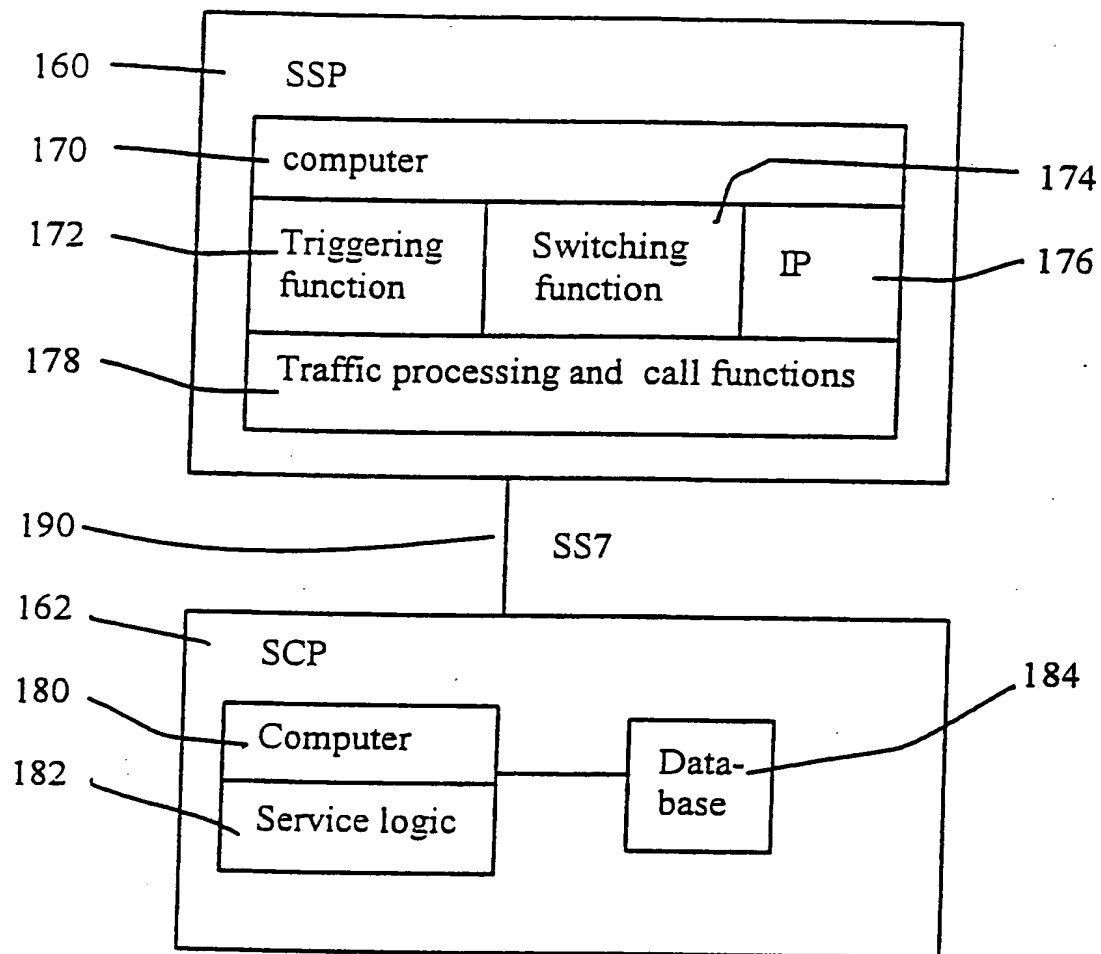 160
SSP
170
computer
174
172
Triggering
function
Switching
function
IP
176
178
Traffic processing and call functions
190
SS7
162
SCP
180
Computer
184
182
Service logic
Data-
base